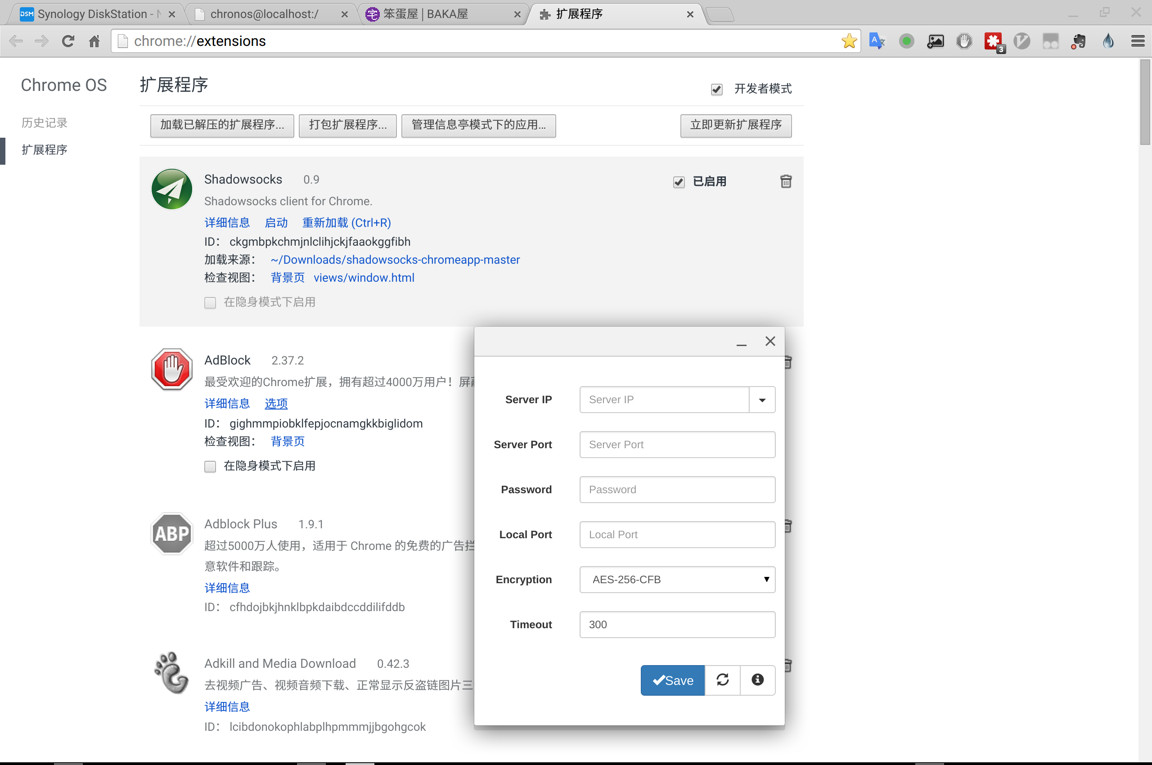 Synology DiskStation -
chronos@localhost:/
笨蛋屋 | BAKA屋
扩展程序
chrome://extensions
3
Chrome OS
历史记录
扩展程序
扩展程序
开发者模式
加载已解压的扩展程序...
打包扩展程序...
管理信息亭模式下的应用...
立即更新扩展程序
Shadowsocks 0.9
已启用
Shadowsocks client for Chrome.
详细信息 启动 重新加载 (Ctrl+R)
ID: ckgmbpkchmjnlclihjckjfaaokggfibh
加载来源: ~/Downloads/shadowsocks-chromeapp-master
检查视图: 背景页 views/window.html
在隐身模式下启用
AdBlock 2.37.2
最受欢迎的Chrome扩展，拥有超过4000万用户！屏
详细信息 选项
ID: gighmmpiobklfepjocnamgkkbiglidom
检查视图: 背景页
在隐身模式下启用
ABP
Adblock Plus 1.9.1
超过5000万人使用，适用于 Chrome 的免费的广告拦
意软件和跟踪。
详细信息
ID: cfhdojbkjhnklbpkdaibdccddilifddb
Adkill and Media Download 0.42.3
去视频广告、视频音频下载、正常显示反盗链图片三
详细信息
ID: lcibdonokophlabplhpmmmjjbgohgcok
Server IP Server IP
Server Port Server Port
Password Password
Local Port Local Port
Encryption AES-256-CFB
Timeout 300
Save